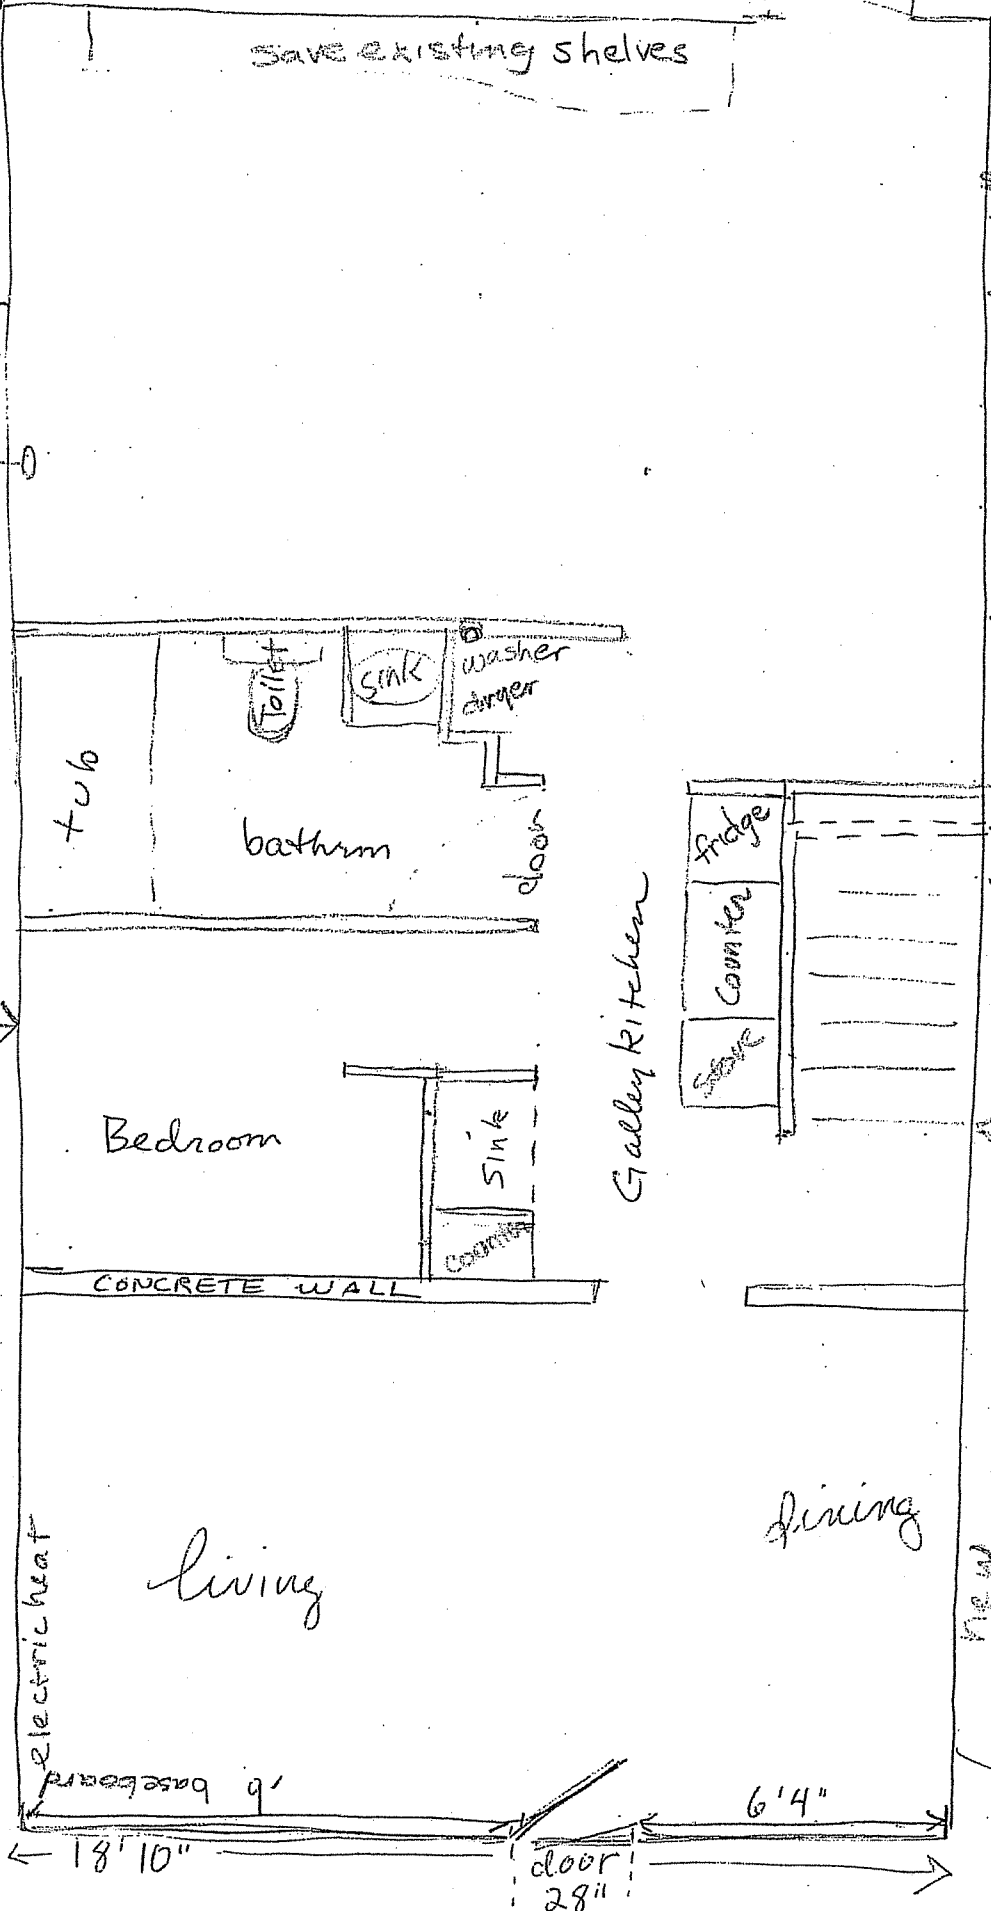 save existing shelves
Toilet
sink
washer
dryer
tub
bathrm
door
fridge
Counter
Stove
Galley kitchen
Bedroom
Sink
Counter
CONCRETE WALL
living
Dining
new
electric heat
baseboard
6'4"
18'10"
door
28"